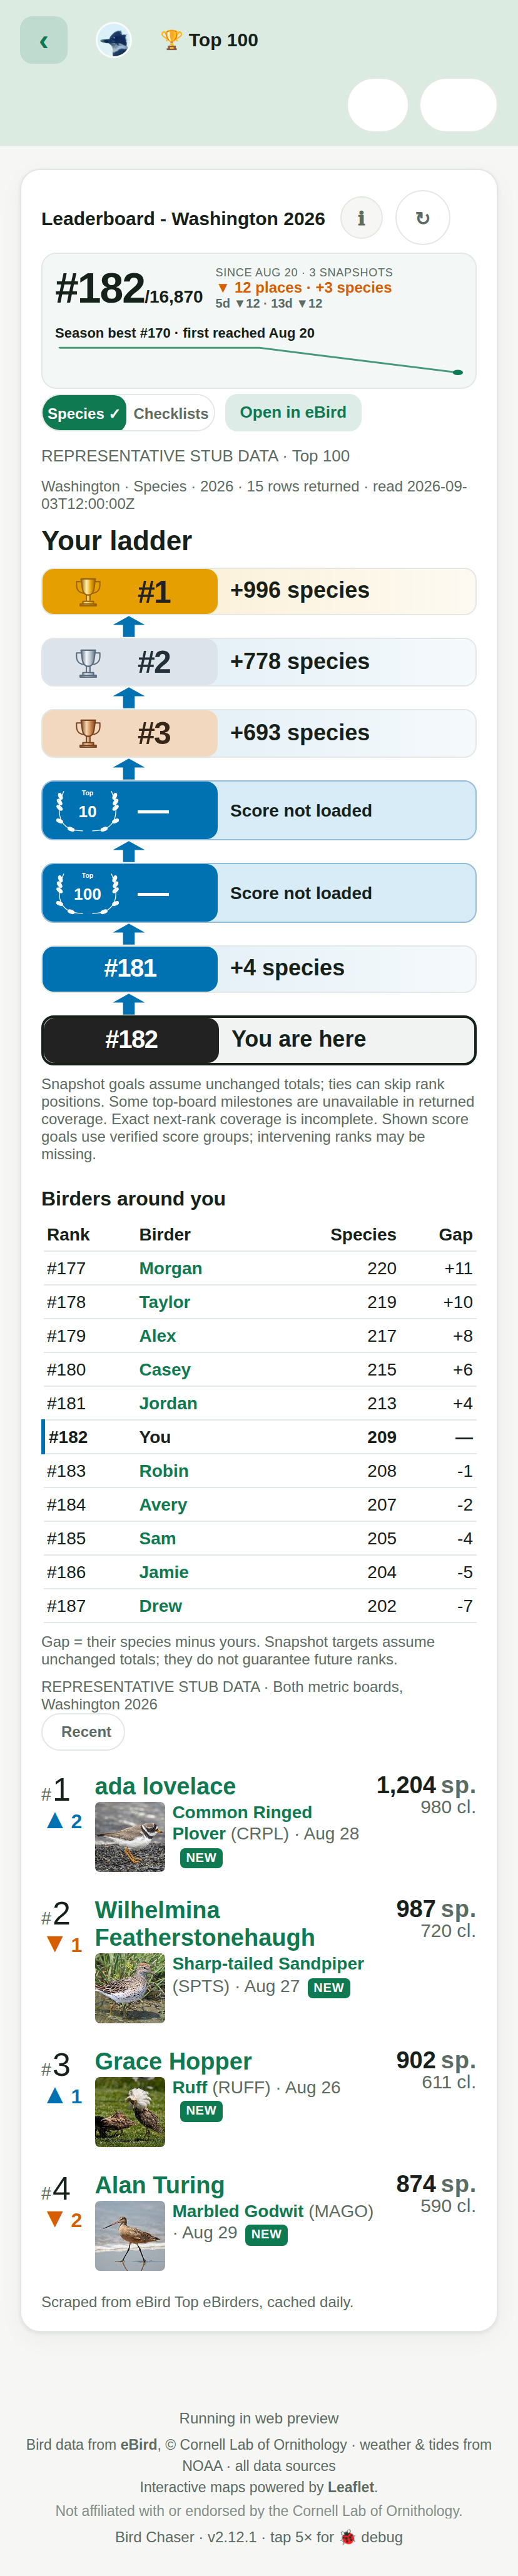 ‹ 🏆 Top 100
Leaderboard - Washington 2026 ℹ ↻
#182/16,870
SINCE AUG 20 · 3 SNAPSHOTS
▼ 12 places · +3 species
5d ▼12 · 13d ▼12
Season best #170 · first reached Aug 20
Species ✓ Checklists Open in eBird
REPRESENTATIVE STUB DATA · Top 100
Washington · Species · 2026 · 15 rows returned · read 2026-09-
03T12:00:00Z
Your ladder
#1 +996 species
#2 +778 species
#3 +693 species
Top
10 — Score not loaded
Top
100 — Score not loaded
#181 +4 species
#182 You are here
Snapshot goals assume unchanged totals; ties can skip rank
positions. Some top-board milestones are unavailable in returned
coverage. Exact next-rank coverage is incomplete. Shown score
goals use verified score groups; intervening ranks may be
missing.
Birders around you
Rank Birder Species Gap
#177 Morgan 220 +11
#178 Taylor 219 +10
#179 Alex 217 +8
#180 Casey 215 +6
#181 Jordan 213 +4
#182 You 209 —
#183 Robin 208 -1
#184 Avery 207 -2
#185 Sam 205 -4
#186 Jamie 204 -5
#187 Drew 202 -7
Gap = their species minus yours. Snapshot targets assume
unchanged totals; they do not guarantee future ranks.
REPRESENTATIVE STUB DATA · Both metric boards,
Washington 2026
Recent
#1 ada lovelace 1,204 sp.
▲ 2 980 cl.
Common Ringed
Plover (CRPL) · Aug 28
NEW
#2 Wilhelmina 987 sp.
▼ 1 Featherstonehaugh 720 cl.
Sharp-tailed Sandpiper
(SPTS) · Aug 27 NEW
#3 Grace Hopper 902 sp.
▲ 1 611 cl.
Ruff (RUFF) · Aug 26
NEW
#4 Alan Turing 874 sp.
▼ 2 590 cl.
Marbled Godwit (MAGO)
· Aug 29 NEW
Scraped from eBird Top eBirders, cached daily.
Running in web preview
Bird data from eBird, © Cornell Lab of Ornithology · weather & tides from
NOAA · all data sources
Interactive maps powered by Leaflet.
Not affiliated with or endorsed by the Cornell Lab of Ornithology.
Bird Chaser · v2.12.1 · tap 5× for 🐞 debug